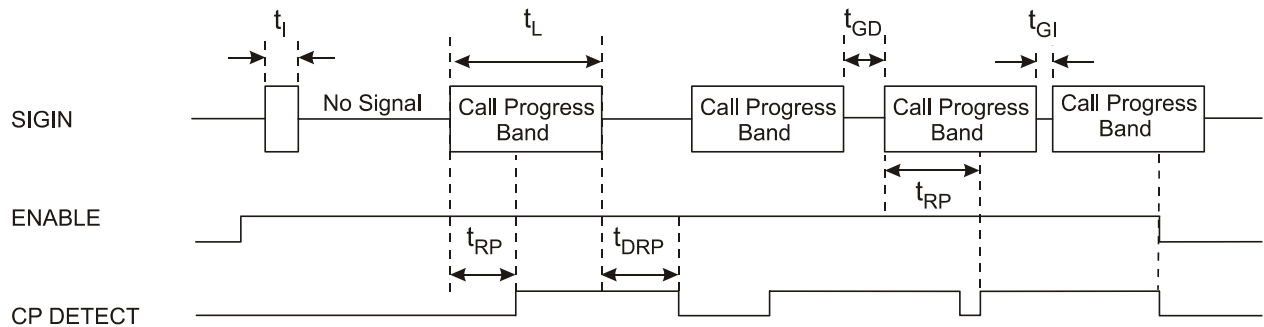 tI
tL
tGD
tGI
SIGIN
No Signal
Call Progress
Band
Call Progress
Band
Call Progress
Band
Call Progress
Band
tRP
ENABLE
tRP
tDRP
CP DETECT